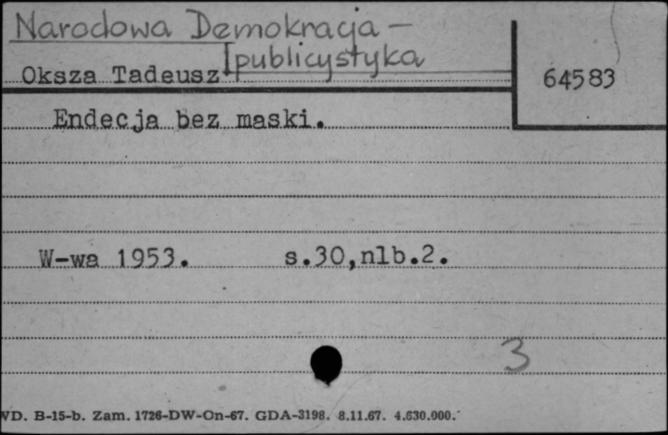 Narodowa Demokracja -
publicystyka
Oksza Tadeusz
64583
Endecja bez maski.
W-wa 1953. s.30,nlb.2.
3
VD. B-15-b. Zam. 1726-DW-On-67. GDA-3198. 8.11.67. 4.630.000.